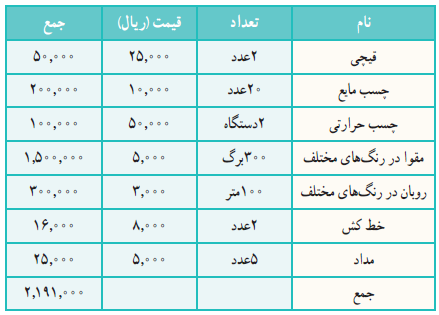 نام تعداد قیمت (ریال) جمع
قیچی ۲عدد ۲۵,۰۰۰ ۵۰,۰۰۰
چسب مایع ۲۰عدد ۱۰,۰۰۰ ۲۰۰,۰۰۰
چسب حرارتی ۲دستگاه ۵۰,۰۰۰ ۱۰۰,۰۰۰
مقوا در رنگ‌های مختلف ۳۰۰برگ ۵,۰۰۰ ۱,۵۰۰,۰۰۰
روبان در رنگ‌های مختلف ۱۰۰متر ۳,۰۰۰ ۳۰۰,۰۰۰
خط کش ۲عدد ۸,۰۰۰ ۱۶,۰۰۰
مداد ۵عدد ۵,۰۰۰ ۲۵,۰۰۰
جمع ۲,۱۹۱,۰۰۰